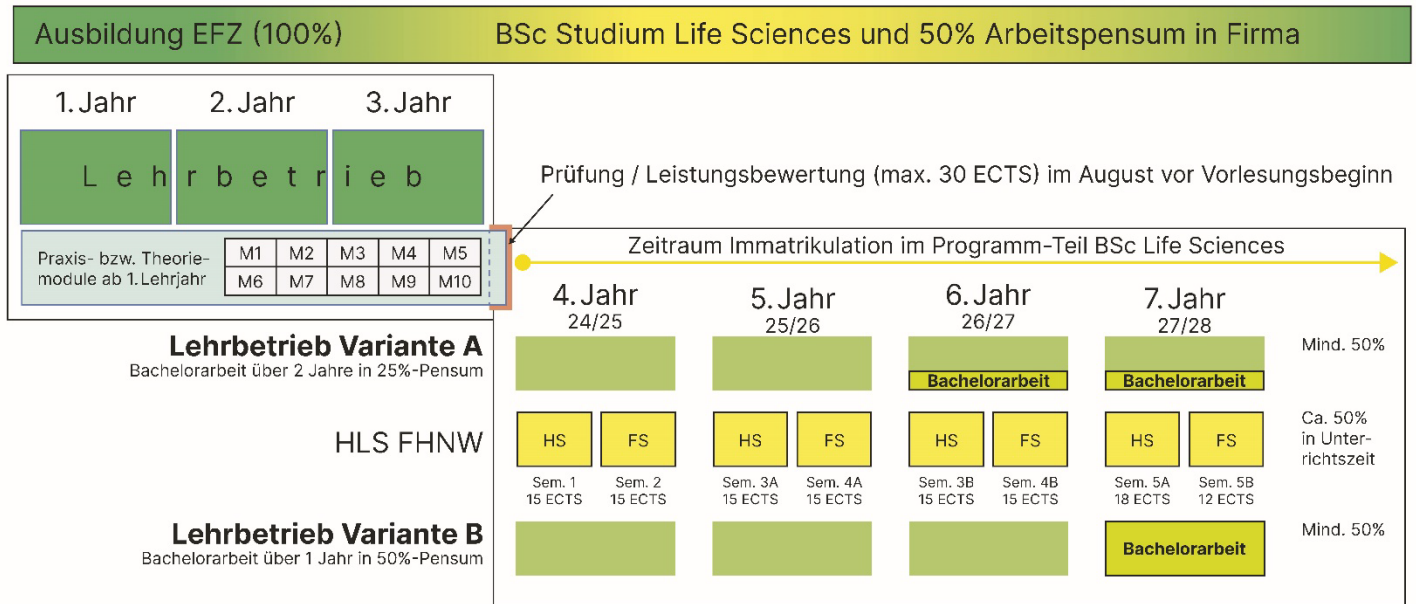 Ausbildung EFZ (100%)
BSc Studium Life Sciences und 50% Arbeitspensum in Firma
1. Jahr
2. Jahr
3. Jahr
Lehrbetrieb
Prüfung / Leistungsbewertung (max. 30 ECTS) im August vor Vorlesungsbeginn
Praxis- bzw. Theorie-
module ab 1. Lehrjahr
M1 M2 M3 M4 M5
M6 M7 M8 M9 M10
Zeitraum Immatrikulation im Programm-Teil BSc Life Sciences
4. Jahr
24/25
5. Jahr
25/26
6. Jahr
26/27
7. Jahr
27/28
Lehrbetrieb Variante A
Bachelorarbeit über 2 Jahre in 25%-Pensum
Bachelorarbeit
Bachelorarbeit
Mind. 50%
HLS FHNW
HS FS HS FS HS FS HS FS
Ca. 50%
in Unter-
richtszeit
Sem. 1 Sem. 2 Sem. 3A Sem. 4A Sem. 3B Sem. 4B Sem. 5A Sem. 5B
15 ECTS 15 ECTS 15 ECTS 15 ECTS 15 ECTS 15 ECTS 18 ECTS 12 ECTS
Lehrbetrieb Variante B
Bachelorarbeit über 1 Jahr in 50%-Pensum
Bachelorarbeit
Mind. 50%